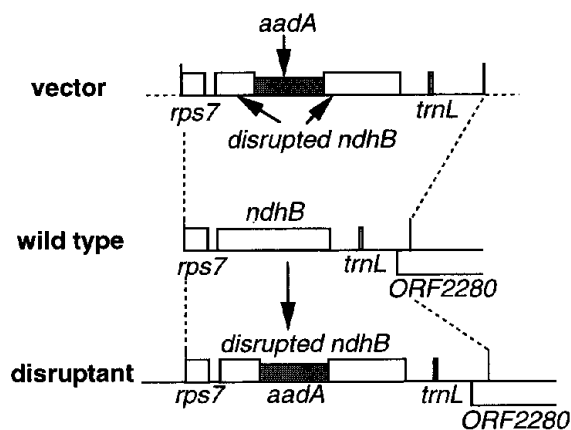 aadA
vector
rps7
trnL
disrupted ndhB
ndhB
wild type
rps7
trnL
ORF2280
disrupted ndhB
disruptant
rps7
aadA
trnL
ORF2280